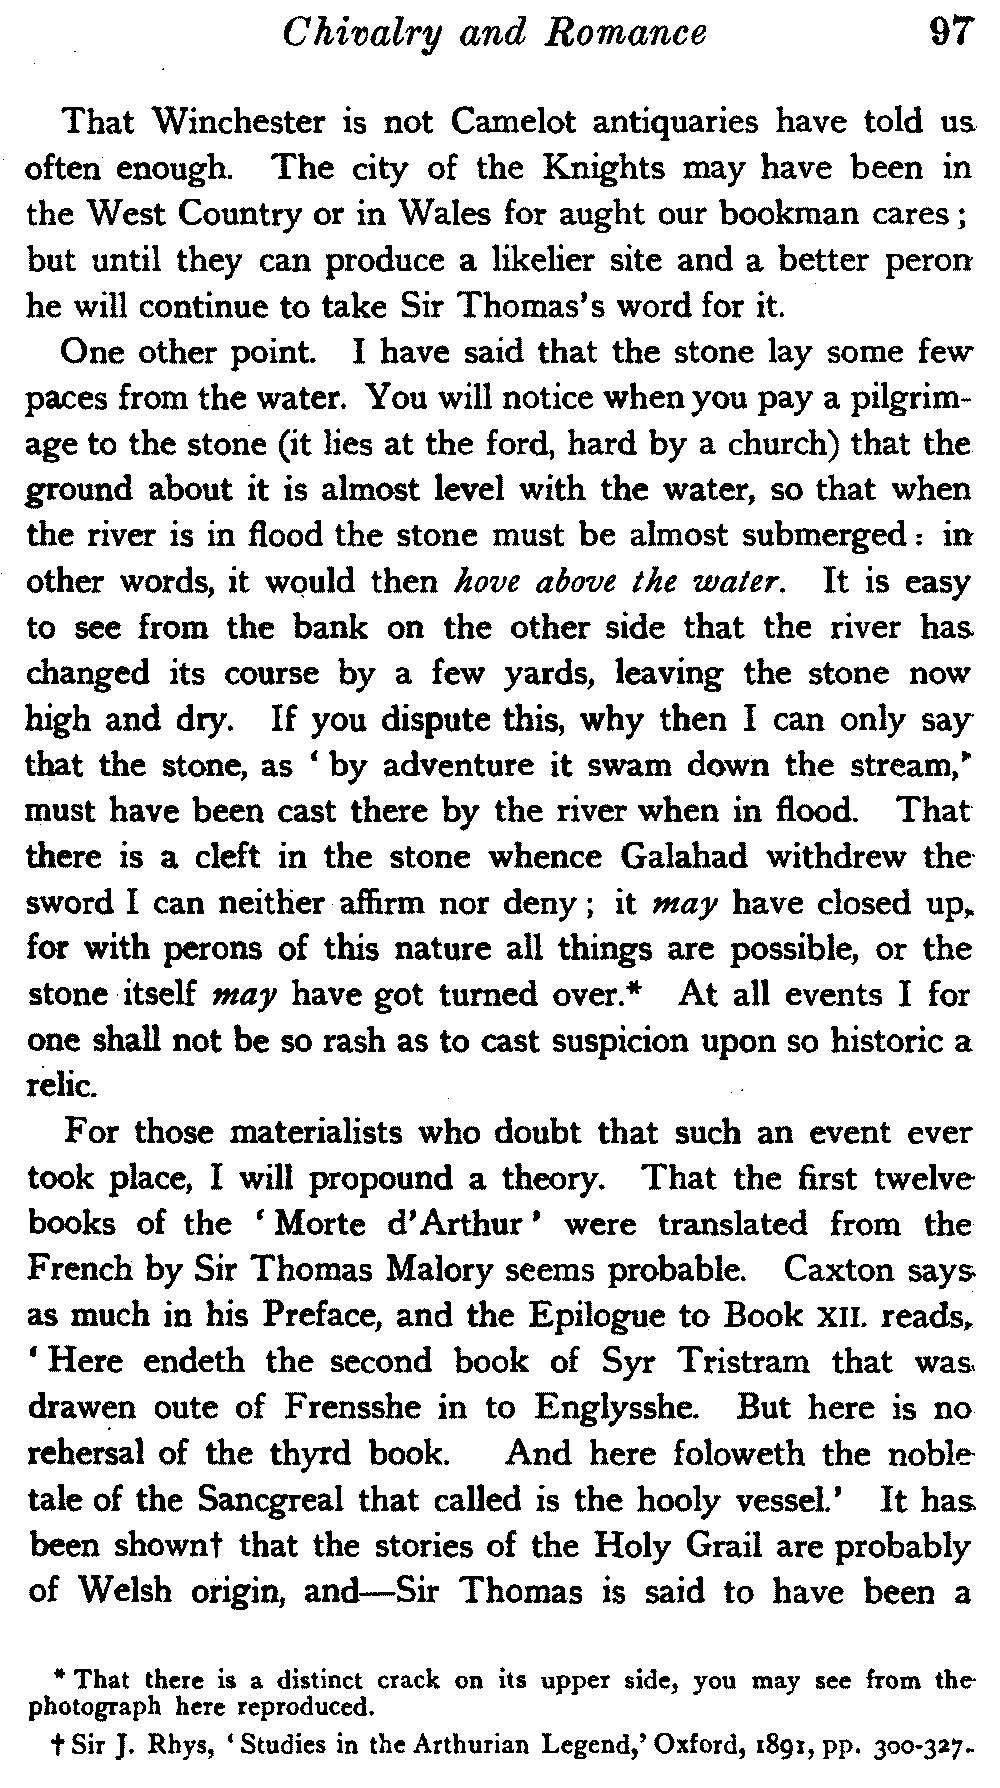 Chivalry and Romance 97
That Winchester is not Camelot antiquaries have told us
often enough. The city of the Knights may have been in
the West Country or in Wales for aught our bookman cares;
but until they can produce a likelier site and a better peron
he will continue to take Sir Thomas's word for it.
One other point. I have said that the stone lay some few
paces from the water. You will notice when you pay a pilgrim-
age to the stone (it lies at the ford, hard by a church) that the
ground about it is almost level with the water, so that when
the river is in flood the stone must be almost submerged: in
other words, it would then hove above the water. It is easy
to see from the bank on the other side that the river has
changed its course by a few yards, leaving the stone now
high and dry. If you dispute this, why then I can only say
that the stone, as ‘by adventure it swam down the stream,’
must have been cast there by the river when in flood. That
there is a cleft in the stone whence Galahad withdrew the
sword I can neither affirm nor deny; it may have closed up,
for with perons of this nature all things are possible, or the
stone itself may have got turned over.* At all events I for
one shall not be so rash as to cast suspicion upon so historic a
relic.
For those materialists who doubt that such an event ever
took place, I will propound a theory. That the first twelve
books of the ‘Morte d'Arthur’ were translated from the
French by Sir Thomas Malory seems probable. Caxton says
as much in his Preface, and the Epilogue to Book XII. reads,
‘Here endeth the second book of Syr Tristram that was
drawen oute of Frensshe in to Englysshe. But here is no
rehersal of the thyrd book. And here foloweth the noble
tale of the Sancgreal that called is the hooly vessel.’ It has
been shown† that the stories of the Holy Grail are probably
of Welsh origin, and—Sir Thomas is said to have been a
* That there is a distinct crack on its upper side, you may see from the
photograph here reproduced.
† Sir J. Rhys, ‘Studies in the Arthurian Legend,’ Oxford, 1891, pp. 300-327.